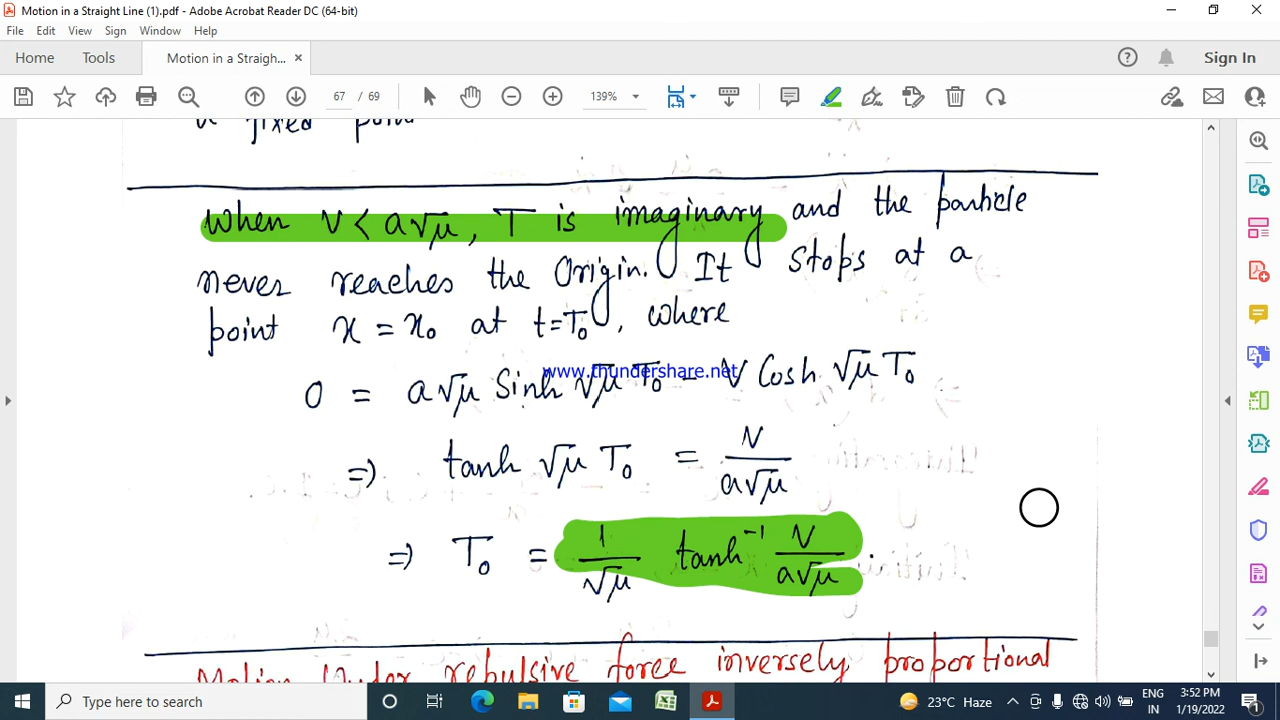 Motion in a Straight Line (1).pdf - Adobe Acrobat Reader DC (64-bit)
File Edit View Sign Window Help
Home Tools Motion in a Straigh... × Sign In
67 / 69 139%
a fixed point
When V < a√μ, T is imaginary and the particle
never reaches the Origin. It stops at a
point x = x₀ at t=T₀, where
www.thundershare.net
0 = a√μ Sinh √μ T₀ - V Cosh √μ T₀
⇒ tanh √μ T₀ = V/a√μ
⇒ T₀ = 1/√μ tanh⁻¹ V/a√μ .
Motion Under repulsive force inversely proportional
Type here to search 23°C Haze ENG IN 3:52 PM 1/19/2022